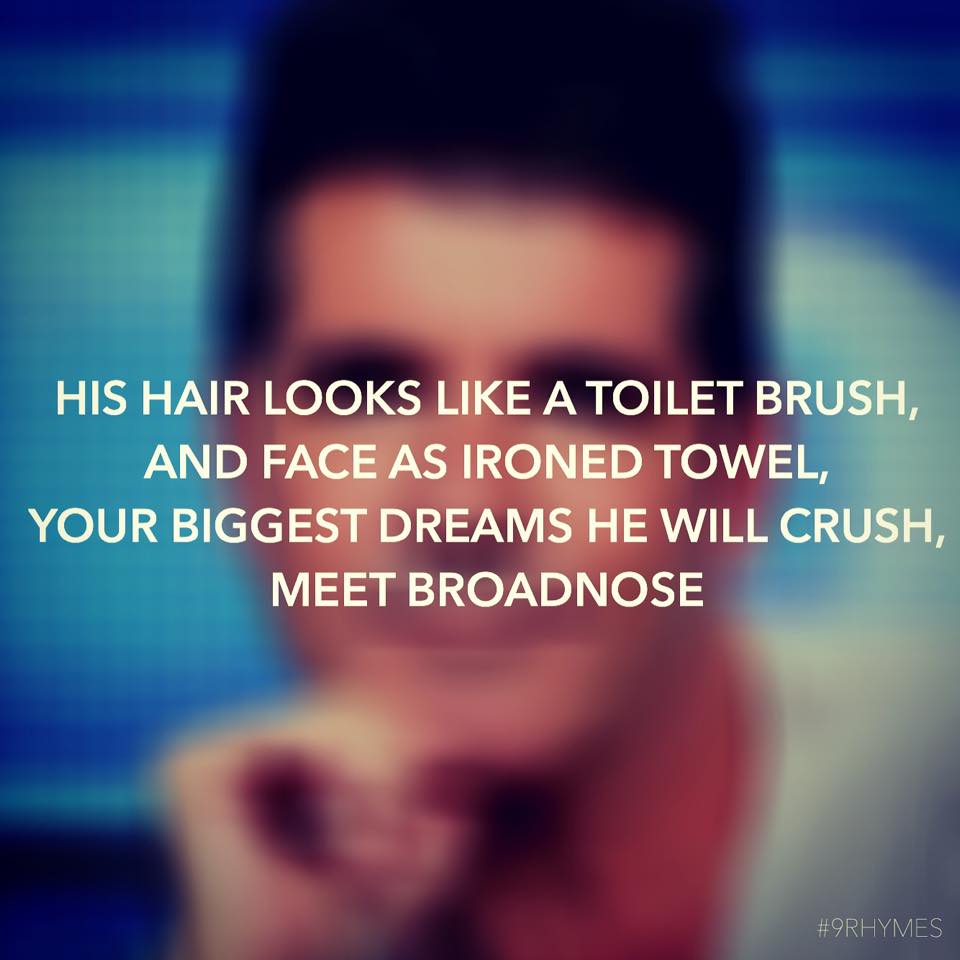 HIS HAIR LOOKS LIKE A TOILET BRUSH,
AND FACE AS IRONED TOWEL,
YOUR BIGGEST DREAMS HE WILL CRUSH,
MEET BROADNOSE
#9RHYMES